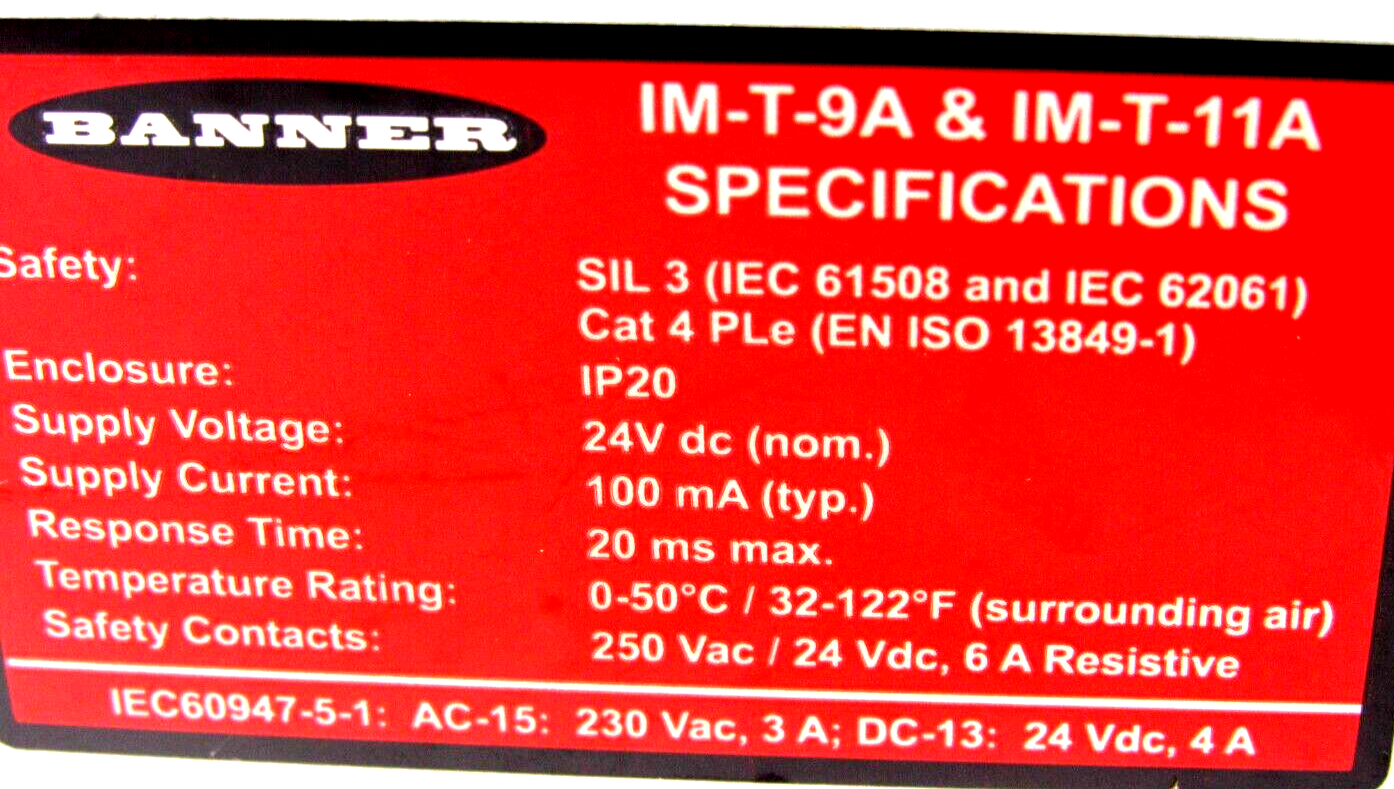 BANNER
IM-T-9A & IM-T-11A
SPECIFICATIONS
Safety: SIL 3 (IEC 61508 and IEC 62061)
Cat 4 PLe (EN ISO 13849-1)
Enclosure: IP20
Supply Voltage: 24V dc (nom.)
Supply Current: 100 mA (typ.)
Response Time: 20 ms max.
Temperature Rating: 0-50°C / 32-122°F (surrounding air)
Safety Contacts: 250 Vac / 24 Vdc, 6 A Resistive
IEC60947-5-1: AC-15: 230 Vac, 3 A; DC-13: 24 Vdc, 4 A